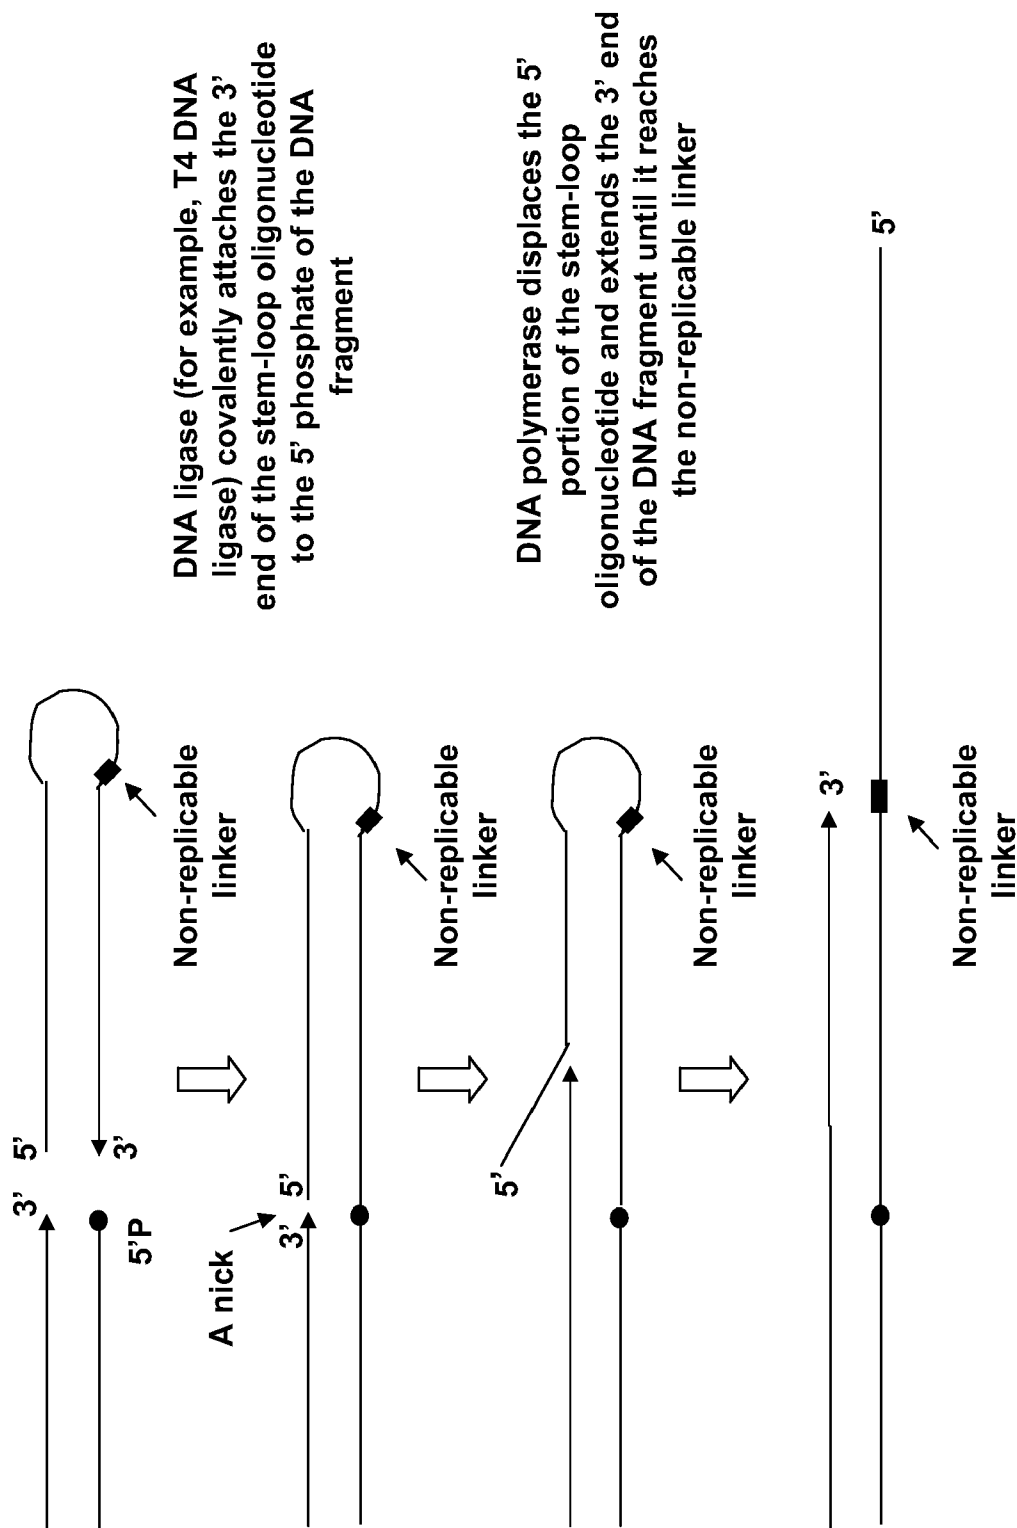 3'
5'
5'P
3'
Non-replicable
linker
DNA ligase (for example, T4 DNA
ligase) covalently attaches the 3'
end of the stem-loop oligonucleotide
to the 5' phosphate of the DNA
fragment
A nick
3'
5'
Non-replicable
linker
5'
DNA polymerase displaces the 5'
portion of the stem-loop
oligonucleotide and extends the 3' end
of the DNA fragment until it reaches
the non-replicable linker
Non-replicable
linker
3'
5'
Non-replicable
linker